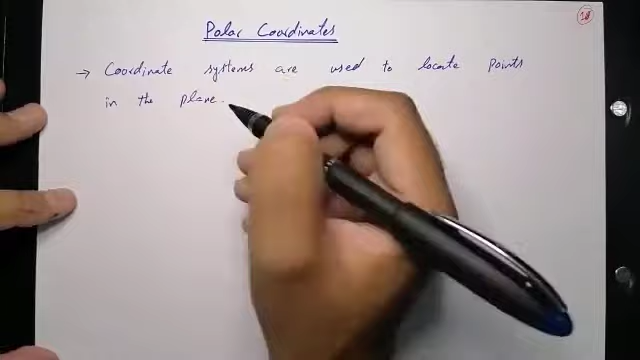 Polar Coordinates
→ Coordinate systems are used to locate points
in the plane.